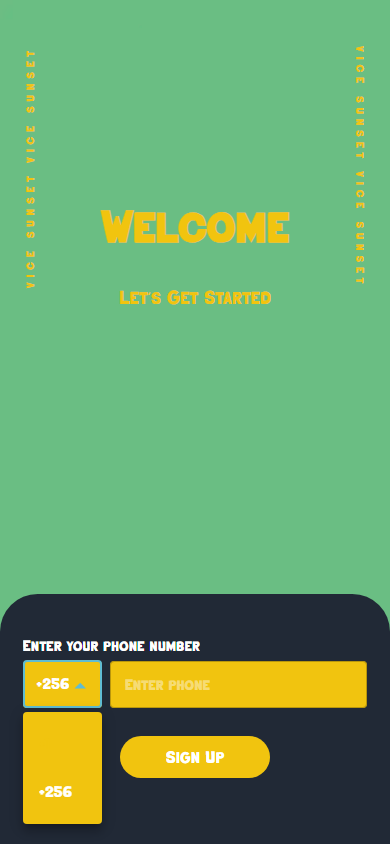 VICE SUNSET VICE SUNSET
VICE SUNSET VICE SUNSET
Welcome
Let's Get Started
Enter your phone number
+256
Enter phone
Sign Up
+256